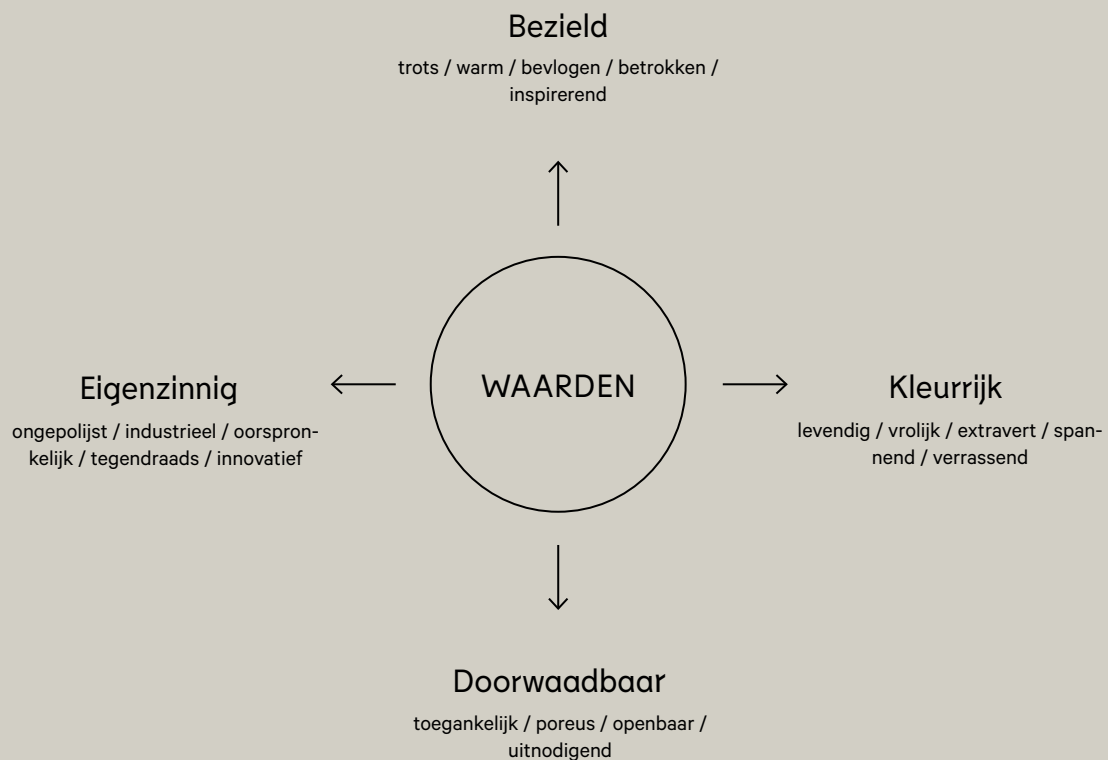 Bezield
trots / warm / bevlogen / betrokken /
inspirerend
Eigenzinnig
ongepolijst / industrieel / oorspron-
kelijk / tegendraads / innovatief
WAARDEN
Kleurrijk
levendig / vrolijk / extravert / span-
nend / verrassend
Doorwaadbaar
toegankelijk / poreus / openbaar /
uitnodigend